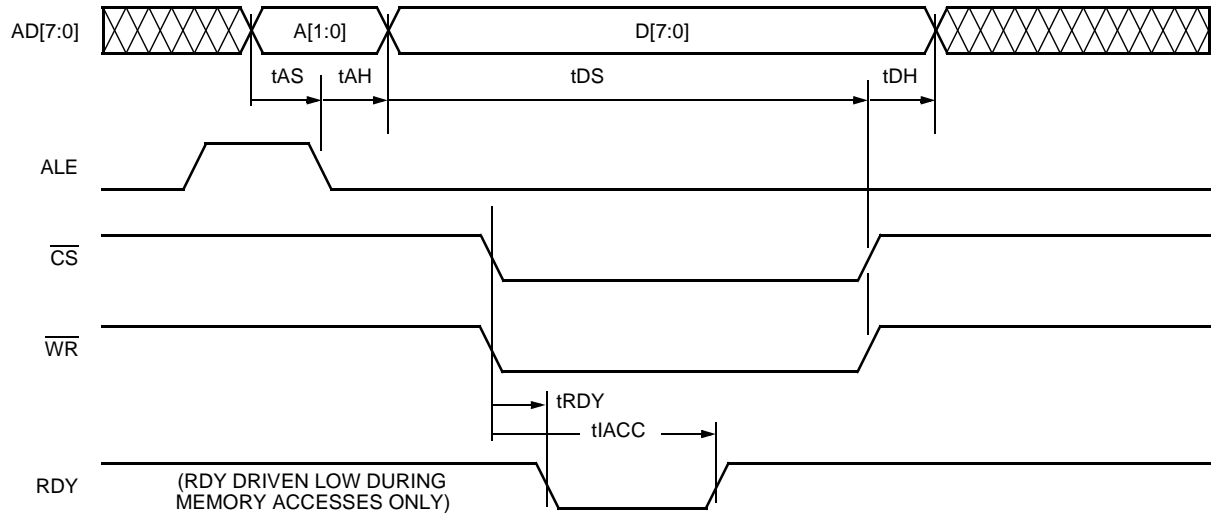 AD[7:0]
A[1:0]
D[7:0]
tAS
tAH
tDS
tDH
ALE
CS
WR
tRDY
tIACC
RDY
(RDY DRIVEN LOW DURING
MEMORY ACCESSES ONLY)